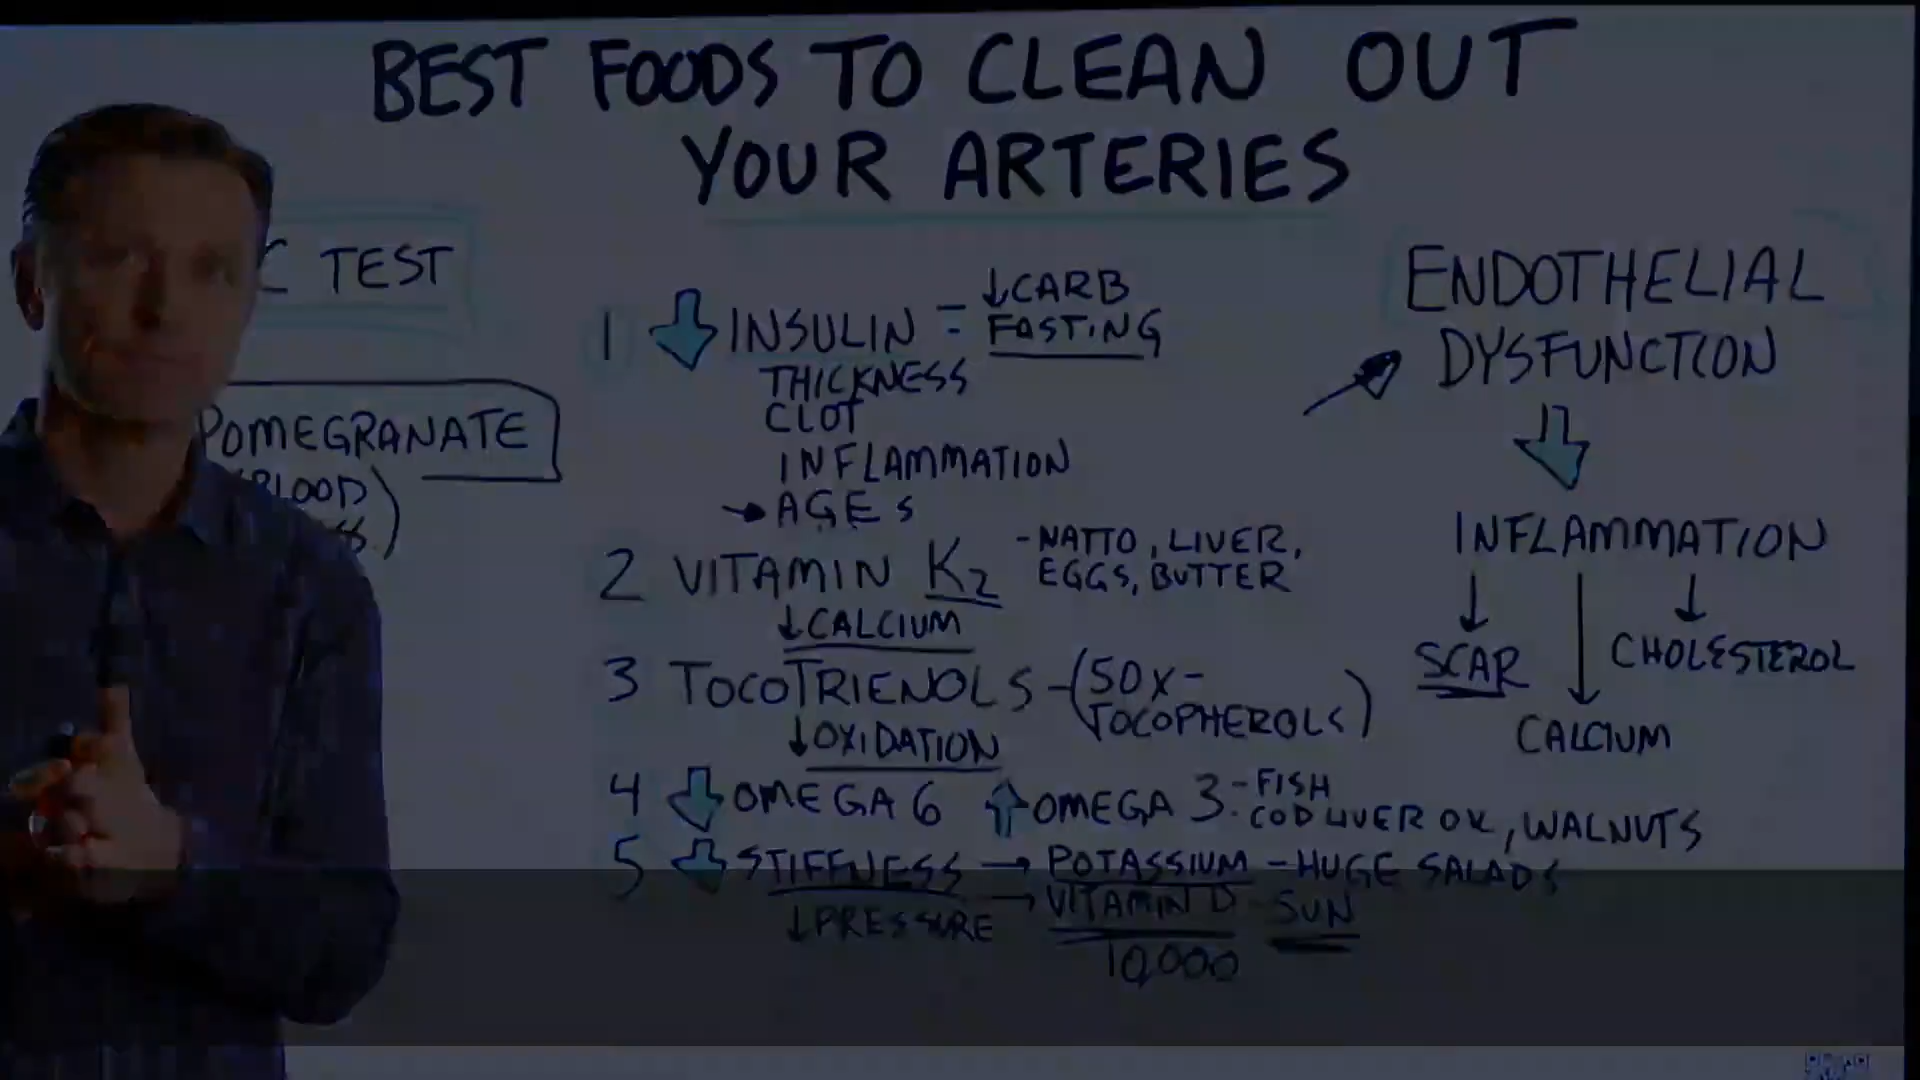 BEST FOODS TO CLEAN OUT
YOUR ARTERIES
C TEST
POMEGRANATE
(BLOOD
1 ↓ INSULIN = ↓CARB
FASTING
THICKNESS
CLOT
INFLAMMATION
→ AGES
2 VITAMIN K2 - NATTO, LIVER,
EGGS, BUTTER
↓CALCIUM
3 TOCOTRIENOLS - (50X-
TOCOPHEROLS)
↓OXIDATION
4 ↓ OMEGA 6 ↑ OMEGA 3 - FISH
COD LIVER OIL, WALNUTS
5 ↓ STIFFNESS → POTASSIUM - HUGE SALADS
↓PRESSURE → VITAMIN D - SUN
10,000
ENDOTHELIAL
DYSFUNCTION
INFLAMMATION
SCAR
CHOLESTEROL
CALCIUM